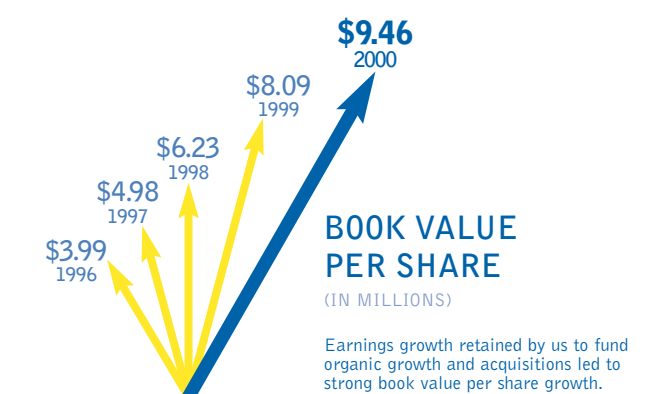 $9.46
2000
$8.09
1999
$6.23
1998
$4.98
1997
$3.99
1996
BOOK VALUE
PER SHARE
(IN MILLIONS)
Earnings growth retained by us to fund
organic growth and acquisitions led to
strong book value per share growth.